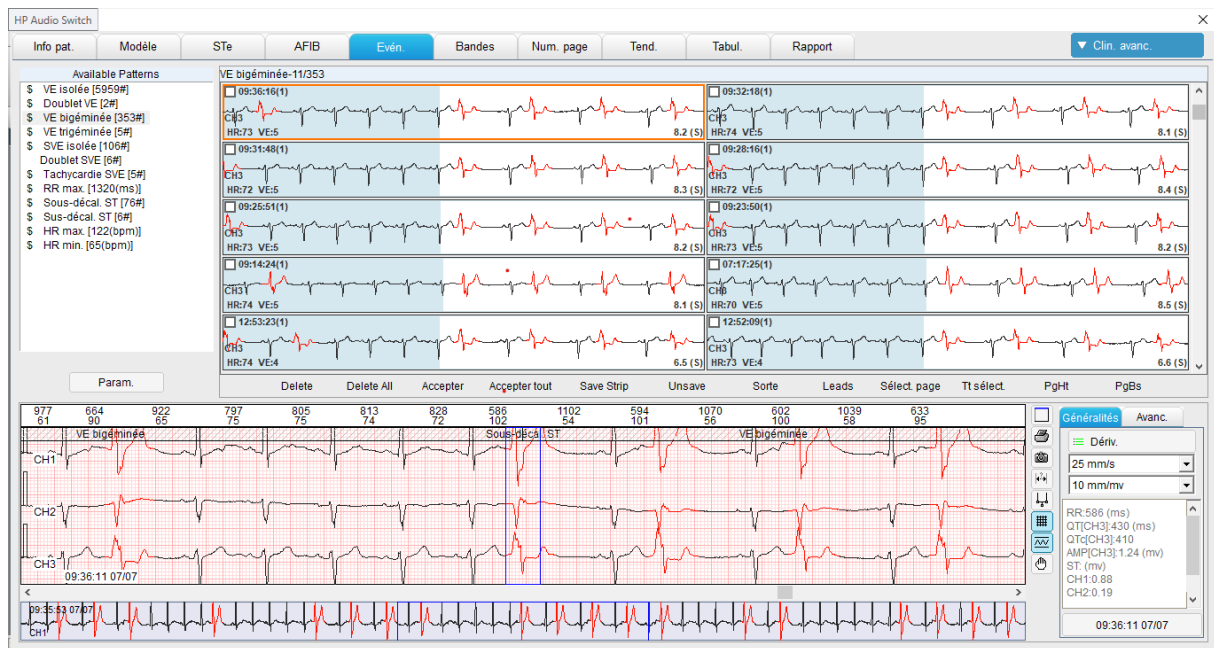 HP Audio Switch
Info pat. Modèle STe AFIB Evén. Bandes Num. page Tend. Tabul. Rapport ▼ Clin. avanc.
Available Patterns
$ VE isolée [5959#]
$ Doublet VE [2#]
$ VE bigéminée [353#]
$ VE trigéminée [5#]
$ SVE isolée [106#]
Doublet SVE [6#]
$ Tachycardie SVE [5#]
$ RR max. [1320(ms)]
$ Sous-décal. ST [76#]
$ Sus-décal. ST [6#]
$ HR max. [122(bpm)]
$ HR min. [65(bpm)]
Param.
VE bigéminée-11/353
09:36:16(1)
CH3
HR:73 VE:5 8.2 (S)
09:32:18(1)
CH3
HR:74 VE:5 8.1 (S)
09:31:48(1)
CH3
HR:72 VE:5 8.3 (S)
09:28:16(1)
CH3
HR:72 VE:5 8.4 (S)
09:25:51(1)
CH3
HR:73 VE:5 8.2 (S)
09:23:50(1)
CH3
HR:73 VE:5 8.2 (S)
09:14:24(1)
CH3
HR:74 VE:5 8.1 (S)
07:17:25(1)
CH3
HR:70 VE:5 8.5 (S)
12:53:23(1)
CH3
HR:74 VE:4 6.5 (S)
12:52:09(1)
CH3
HR:73 VE:4 6.6 (S)
Delete Delete All Accepter Accepter tout Save Strip Unsave Sorte Leads Sélect. page Tt sélect. PgHt PgBs
977 664 922 797 805 813 828 586 1102 594 1070 602 1039 633
61 90 65 75 75 74 72 102 54 101 56 100 58 95
VE bigéminée Sous-décal. ST VE bigéminée
CH1
CH2
CH3
09:36:11 07/07
09:35:53 07/07
CH1
Généralités Avanc.
Dériv.
25 mm/s
10 mm/mv
RR:586 (ms)
QT[CH3]:430 (ms)
QTc[CH3]:410
AMP[CH3]:1.24 (mv)
ST: (mv)
CH1:0.88
CH2:0.19
09:36:11 07/07